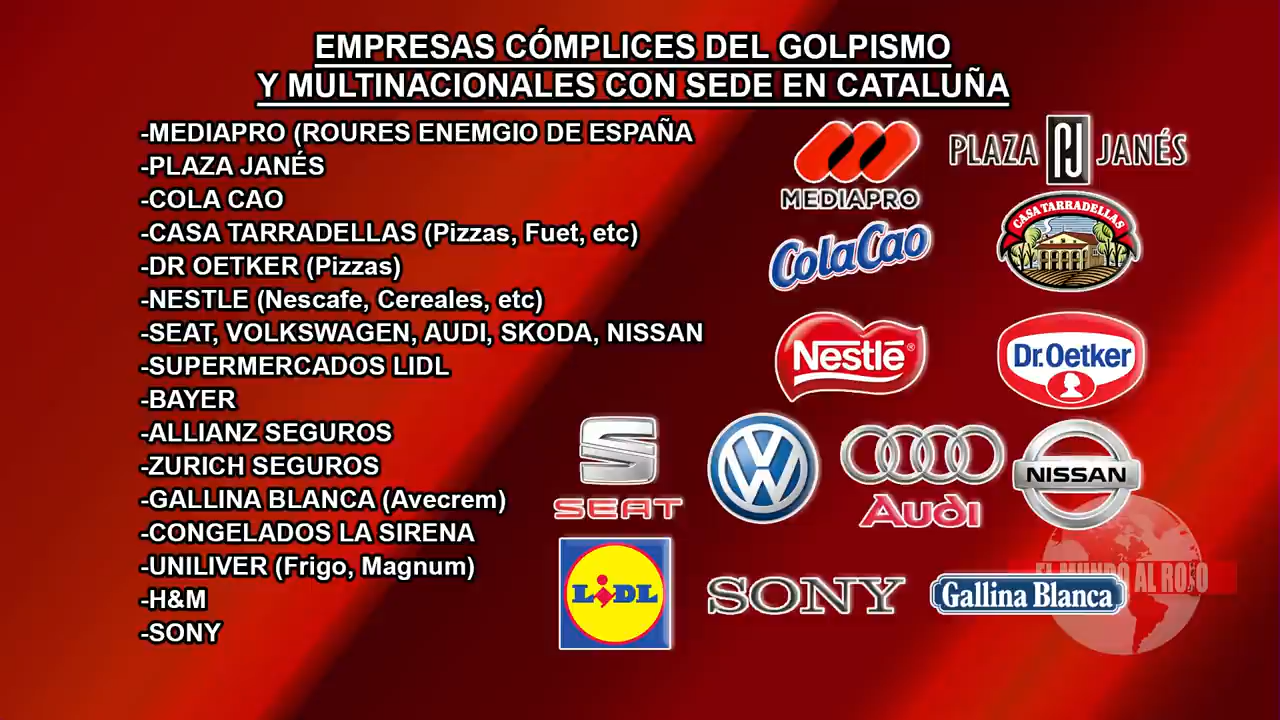 EMPRESAS CÓMPLICES DEL GOLPISMO
Y MULTINACIONALES CON SEDE EN CATALUÑA
-MEDIAPRO (ROURES ENEMGIO DE ESPAÑA
-PLAZA JANÉS
-COLA CAO
-CASA TARRADELLAS (Pizzas, Fuet, etc)
-DR OETKER (Pizzas)
-NESTLE (Nescafe, Cereales, etc)
-SEAT, VOLKSWAGEN, AUDI, SKODA, NISSAN
-SUPERMERCADOS LIDL
-BAYER
-ALLIANZ SEGUROS
-ZURICH SEGUROS
-GALLINA BLANCA (Avecrem)
-CONGELADOS LA SIRENA
-UNILIVER (Frigo, Magnum)
-H&M
-SONY
MEDIAPRO
PLAZA PJ JANÉS
ColaCao
CASA TARRADELLAS
Nestlé®
Dr.Oetker
SEAT
VW
Audi
NISSAN
LIDL
SONY
Gallina Blanca
EL MUNDO AL ROJO